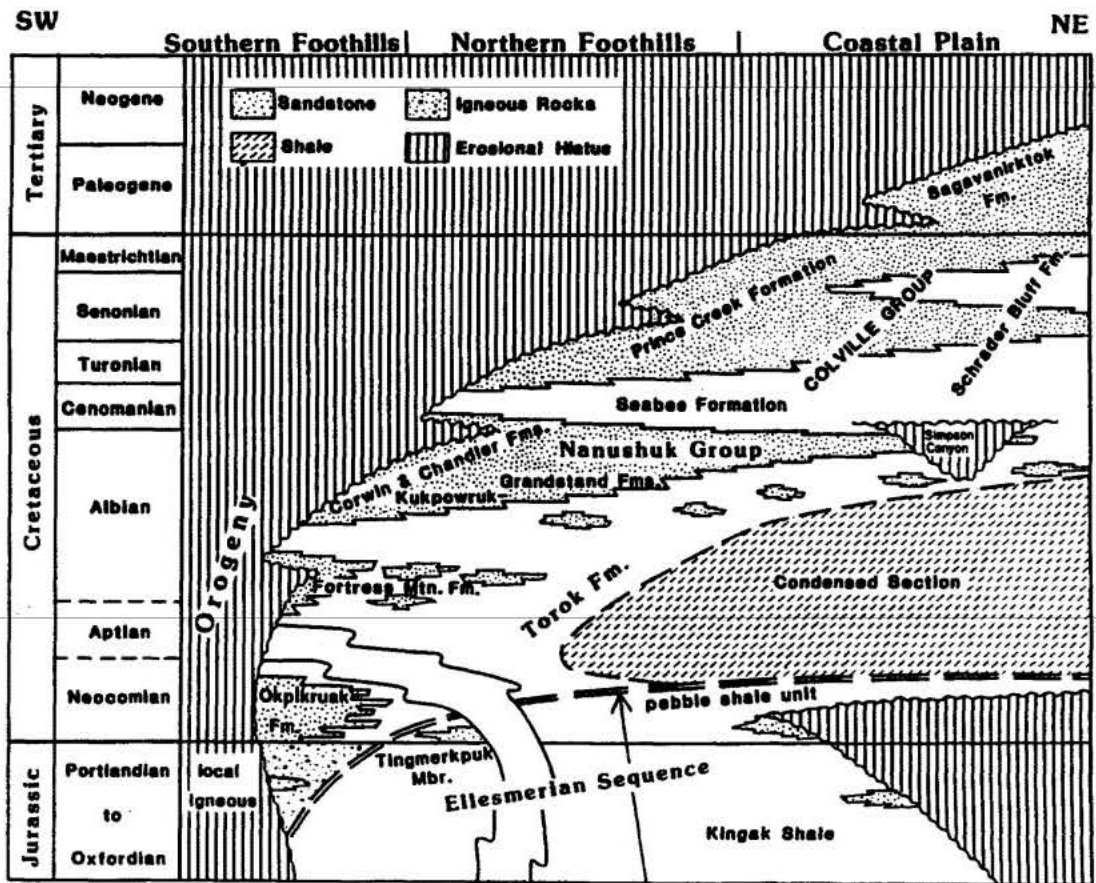 SW
NE
Southern Foothills
Northern Foothills
Coastal Plain
Sandstone
Igneous Rocks
Shale
Erosional Hiatus
Tertiary
Neogene
Paleogene
Cretaceous
Maestrichtian
Senonian
Turonian
Cenomanian
Albian
Aptian
Neocomian
Jurassic
Portlandian
to
Oxfordian
Sagavanirktok
Fm.
Prince Creek Formation
COLVILLE GROUP
Schrader Bluff Fm.
Seabee Formation
Simpson
Canyon
Corwin & Chandler Fms.
Nanushuk Group
Kukpowruk
Grandstand Fms.
Orogeny
Fortress Mtn. Fm.
Torok Fm.
Condensed Section
Okpikruak
Fm.
pebble shale unit
local
igneous
Tingmerkpuk
Mbr.
Ellesmerian Sequence
Kingak Shale